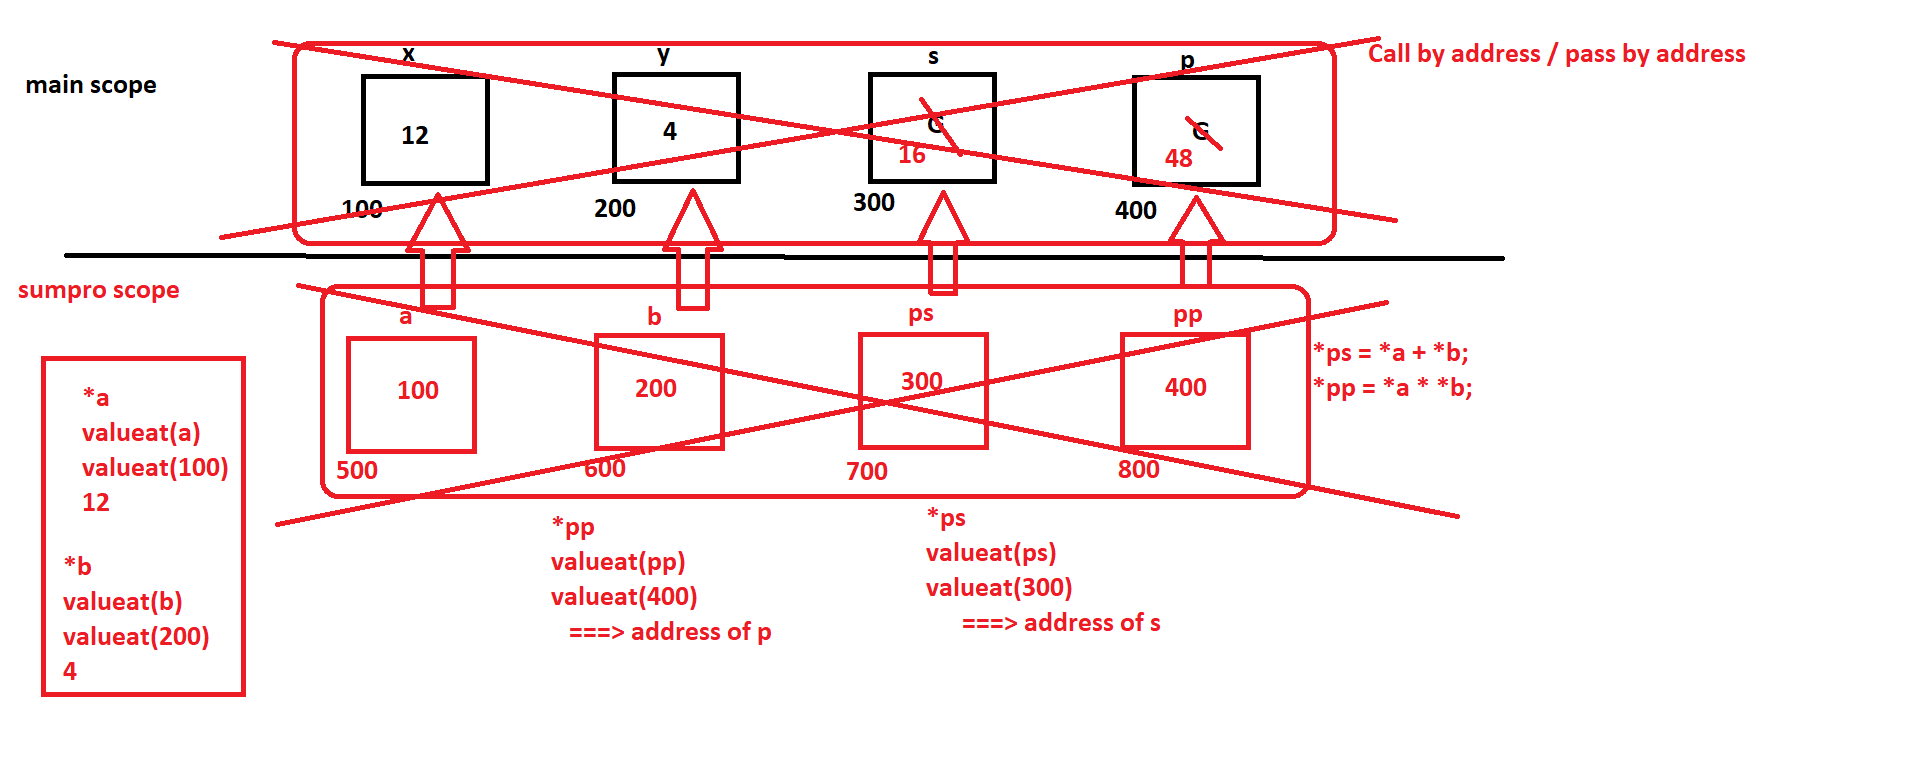 Call by address / pass by address
main scope
x
y
s
p
12
4
G
16
G
48
100
200
300
400
sumpro scope
a
b
ps
pp
100
200
300
400
500
600
700
800
*ps = *a + *b;
*pp = *a * *b;
*a
valueat(a)
valueat(100)
12
*b
valueat(b)
valueat(200)
4
*pp
valueat(pp)
valueat(400)
===> address of p
*ps
valueat(ps)
valueat(300)
===> address of s